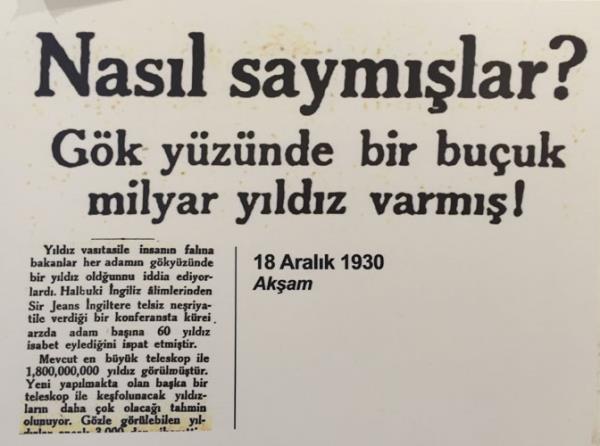 Nasıl saymışlar?
Gök yüzünde bir buçuk
milyar yıldız varmış!
Yıldız vasıtasile insanın falına
bakanlar her adamın gökyüzünde
bir yıldız oldğunnu iddia ediyor-
lardı. Halbuki İngiliz âlimlerinden
Sir Jeans İngiltere telsiz neşriya-
tile verdiği bir konferansta kürei
arzda adam başına 60 yıldız
isabet eylediğini ispat etmiştir.
Mevcut en büyük teleskop ile
1,800,000,000 yıldız görülmüştür.
Yeni yapılmakta olan başka bir
teleskop ile keşfolunacak yıldız-
ların daha çok olacağı tahmin
olunuyor. Gözle görülebilen yıl-
18 Aralık 1930
Akşam